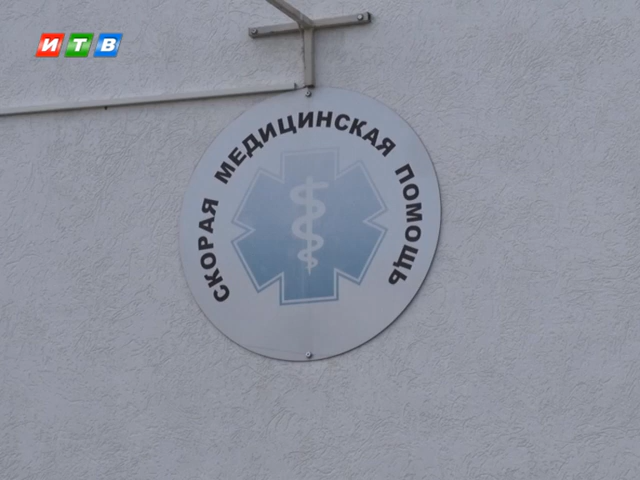 ИТВ
СКОРАЯ МЕДИЦИНСКАЯ ПОМОЩЬ